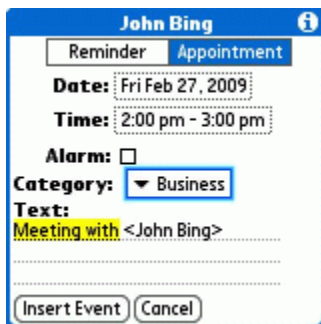 John Bing
Reminder Appointment
Date: Fri Feb 27, 2009
Time: 2:00 pm - 3:00 pm
Alarm:
Category: Business
Text:
Meeting with <John Bing>
Insert Event Cancel